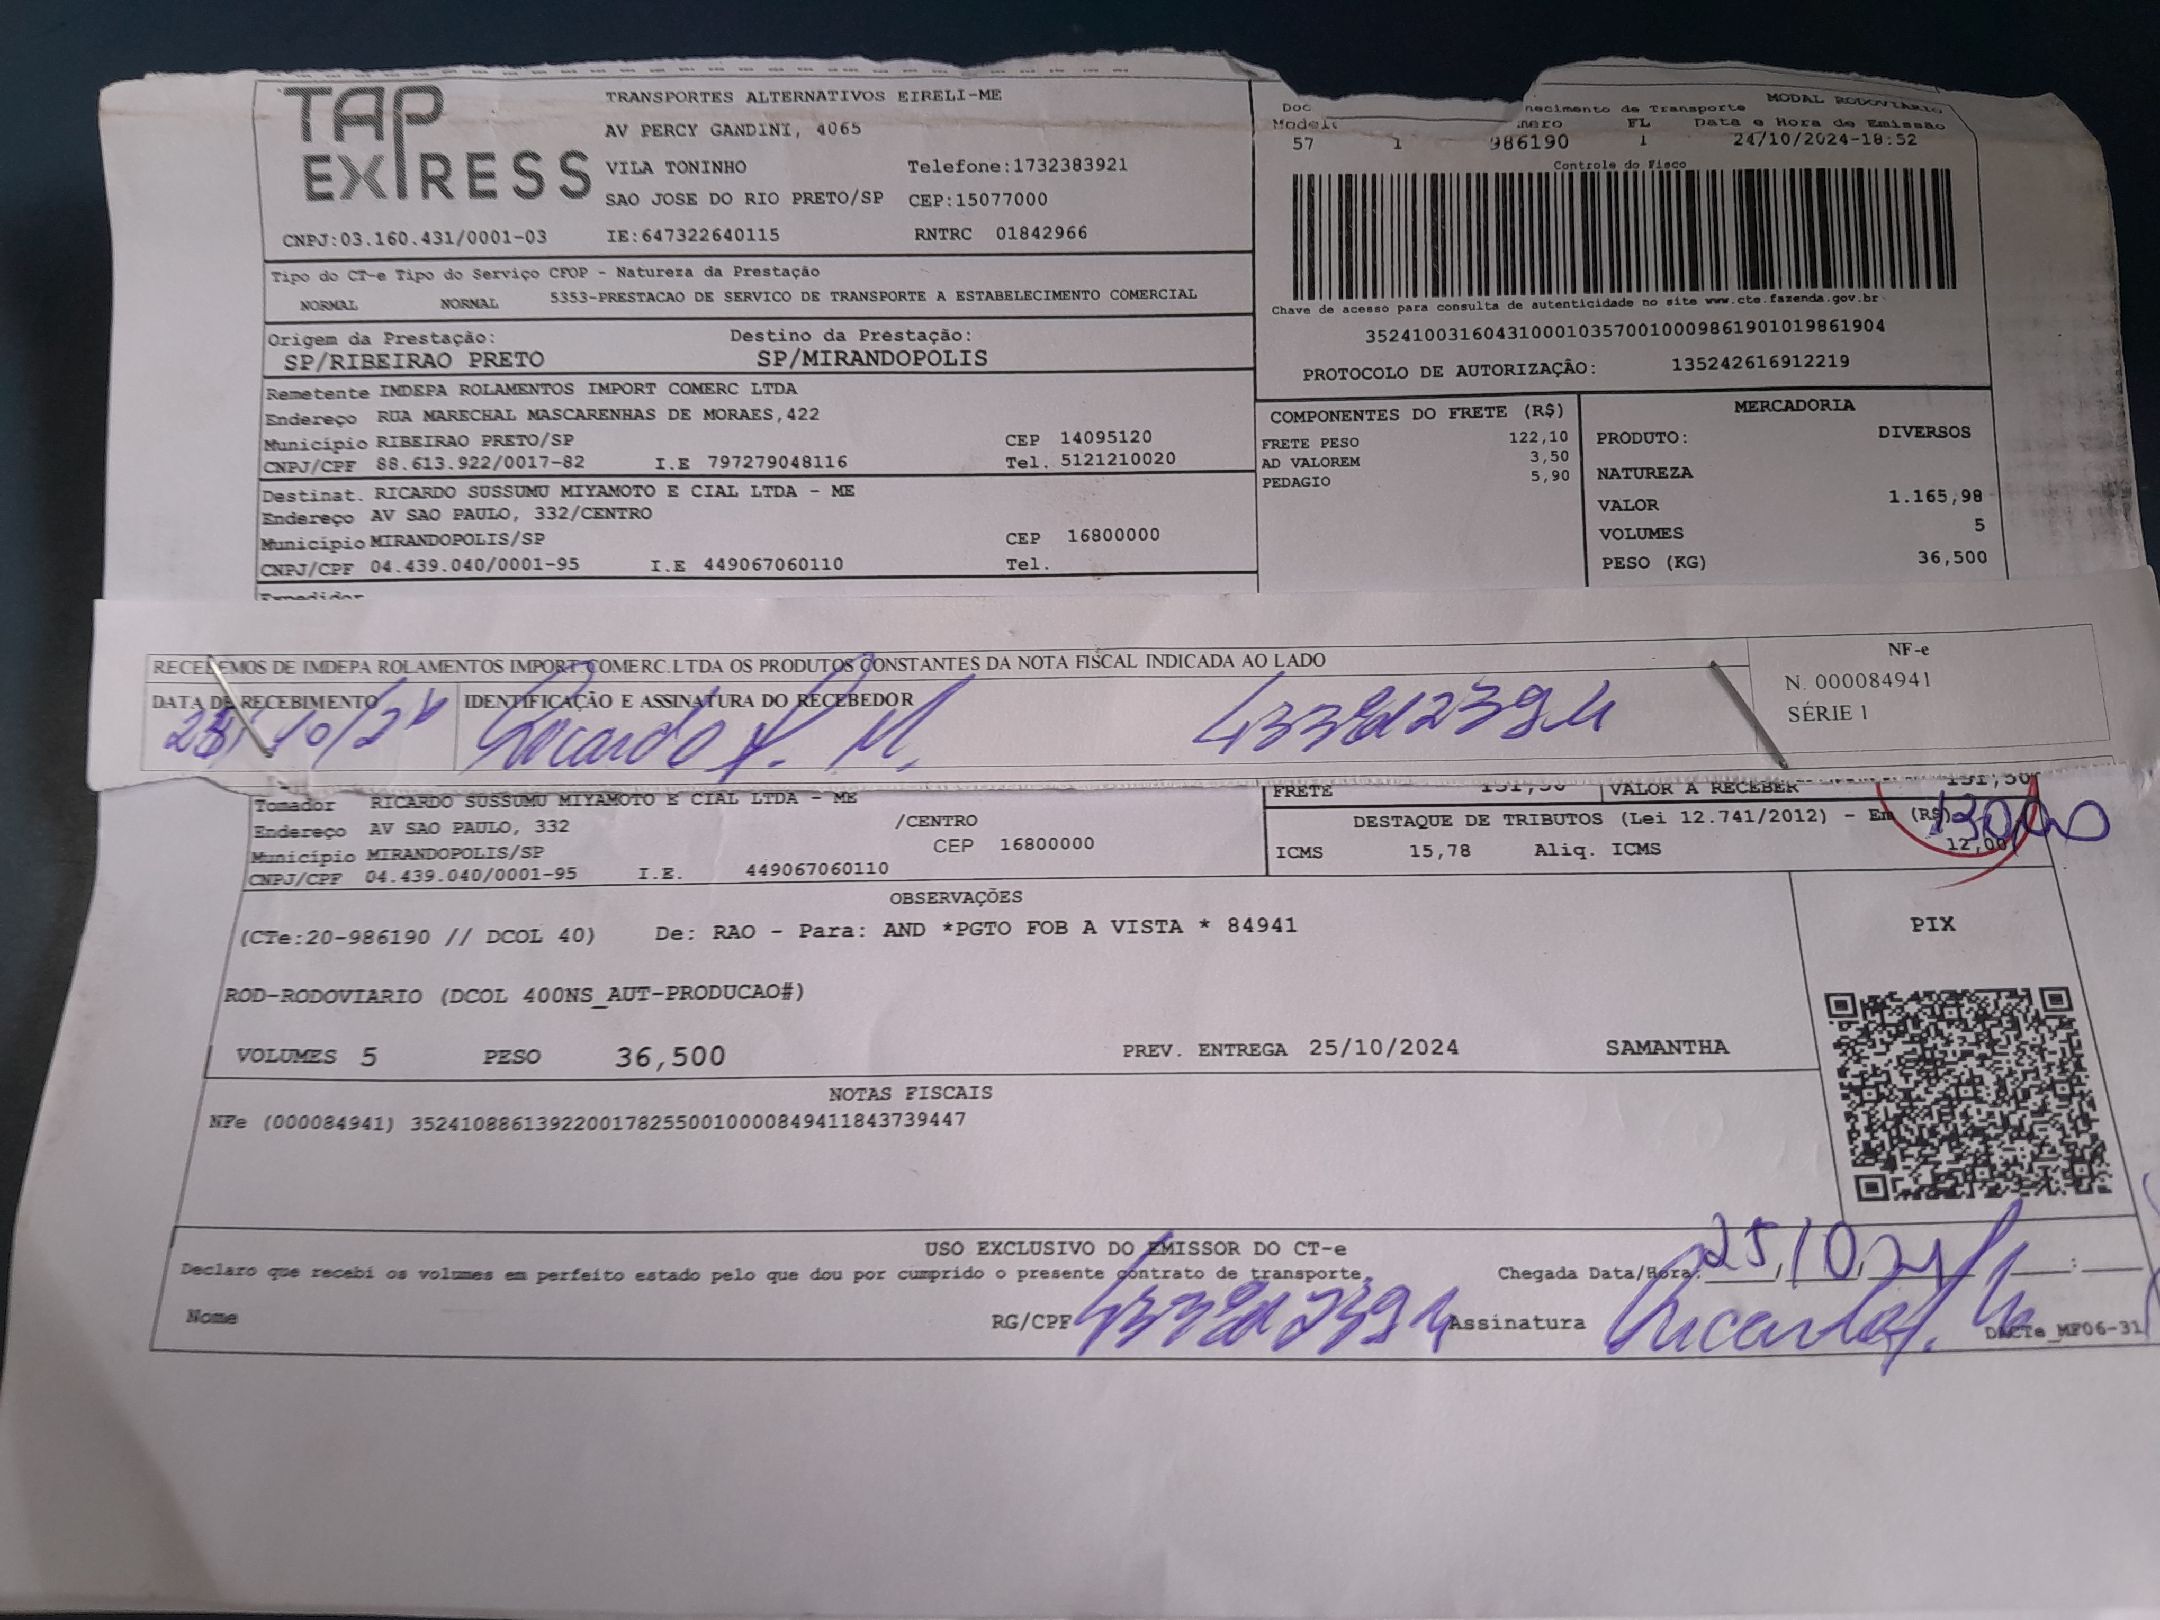 TAP EXPRESS
TRANSPORTES ALTERNATIVOS EIRELI-ME
AV PERCY GANDINI, 4065
VILA TONINHO Telefone:1732383921
SAO JOSE DO RIO PRETO/SP CEP:15077000
CNPJ:03.160.431/0001-03 IE:647322640115 RNTRC 01842966
Doc necimento de Transporte MODAL RODOVIARIO
Model FL Data e Hora de Emissão
57 1 986190 1 24/10/2024-18:52
Controle do Fisco
Chave de acesso para consulta de autenticidade no site www.cte.fazenda.gov.br
35241003160431000103570010009861901019861904
PROTOCOLO DE AUTORIZAÇÃO: 135242616912219
Tipo do CT-e Tipo do Serviço CFOP - Natureza da Prestação
NORMAL NORMAL 5353-PRESTACAO DE SERVICO DE TRANSPORTE A ESTABELECIMENTO COMERCIAL
Origem da Prestação: Destino da Prestação:
SP/RIBEIRAO PRETO SP/MIRANDOPOLIS
Remetente IMDEPA ROLAMENTOS IMPORT COMERC LTDA
Endereço RUA MARECHAL MASCARENHAS DE MORAES,422
Município RIBEIRAO PRETO/SP CEP 14095120
CNPJ/CPF 88.613.922/0017-82 I.E 797279048116 Tel. 5121210020
Destinat. RICARDO SUSSUMU MIYAMOTO E CIAL LTDA - ME
Endereço AV SAO PAULO, 332/CENTRO
Município MIRANDOPOLIS/SP CEP 16800000
CNPJ/CPF 04.439.040/0001-95 I.E 449067060110 Tel.
Expedidor
COMPONENTES DO FRETE (R$)
FRETE PESO 122,10
AD VALOREM 3,50
PEDAGIO 5,90
MERCADORIA
PRODUTO: DIVERSOS
NATUREZA
VALOR 1.165,98
VOLUMES 5
PESO (KG) 36,500
RECEBEMOS DE IMDEPA ROLAMENTOS IMPORT COMERC.LTDA OS PRODUTOS CONSTANTES DA NOTA FISCAL INDICADA AO LADO
DATA DE RECEBIMENTO IDENTIFICAÇÃO E ASSINATURA DO RECEBEDOR
NF-e
N. 000084941
SÉRIE 1
Tomador RICARDO SUSSUMU MIYAMOTO E CIAL LTDA - ME
Endereço AV SAO PAULO, 332 /CENTRO
Município MIRANDOPOLIS/SP CEP 16800000
CNPJ/CPF 04.439.040/0001-95 I.E. 449067060110
FRETE 131,50 VALOR A RECEBER 131,50
DESTAQUE DE TRIBUTOS (Lei 12.741/2012) - Em (R$)
ICMS 15,78 Aliq. ICMS 12,00
OBSERVAÇÕES
(CTe:20-986190 // DCOL 40) De: RAO - Para: AND *PGTO FOB A VISTA * 84941
ROD-RODOVIARIO (DCOL 400NS_AUT-PRODUCAO#)
VOLUMES 5 PESO 36,500 PREV. ENTREGA 25/10/2024 SAMANTHA
PIX
NOTAS FISCAIS
NFe (000084941) 35241088613922001782550010000849411843739447
USO EXCLUSIVO DO EMISSOR DO CT-e
Declaro que recebi os volumes em perfeito estado pelo que dou por cumprido o presente contrato de transporte. Chegada Data/Hora: 25/10/24 :
Nome RG/CPF Assinatura DACTe_MF06-31